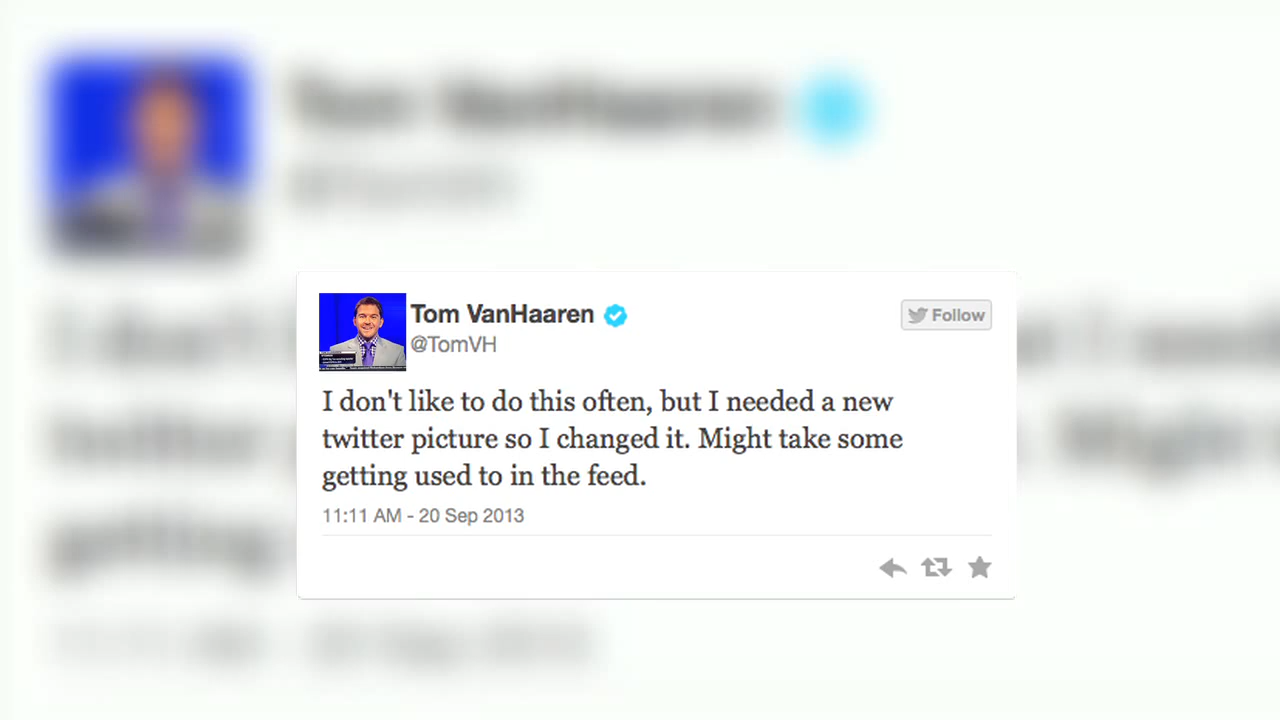 Tom VanHaaren
@TomVH
Follow
I don't like to do this often, but I needed a new
twitter picture so I changed it. Might take some
getting used to in the feed.
11:11 AM - 20 Sep 2013